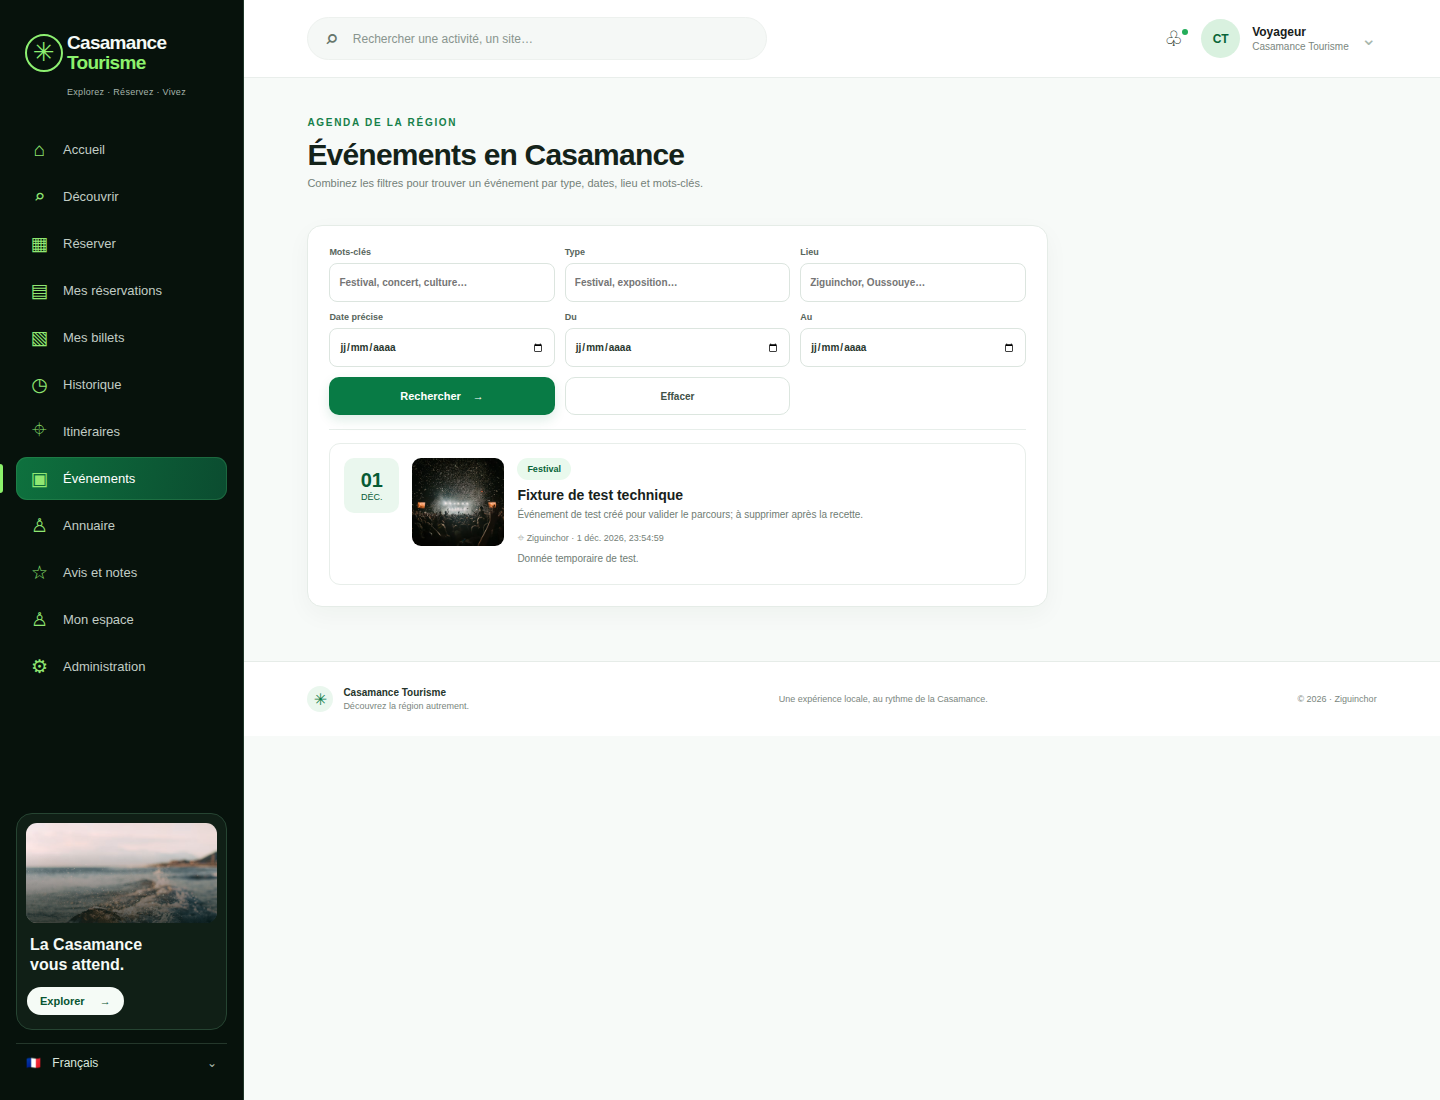 Casamance
Tourisme
Explorez · Réservez · Vivez
Accueil
Découvrir
Réserver
Mes réservations
Mes billets
Historique
Itinéraires
Événements
Annuaire
Avis et notes
Mon espace
Administration
La Casamance
vous attend.
Explorer →
Français
Rechercher une activité, un site…
CT
Voyageur
Casamance Tourisme
AGENDA DE LA RÉGION
Événements en Casamance
Combinez les filtres pour trouver un événement par type, dates, lieu et mots-clés.
Mots-clés Type Lieu
Festival, concert, culture… Festival, exposition… Ziguinchor, Oussouye…
Date précise Du Au
jj/mm/aaaa jj/mm/aaaa jj/mm/aaaa
Rechercher → Effacer
01
DÉC.
Festival
Fixture de test technique
Événement de test créé pour valider le parcours; à supprimer après la recette.
Ziguinchor · 1 déc. 2026, 23:54:59
Donnée temporaire de test.
Casamance Tourisme
Découvrez la région autrement.
Une expérience locale, au rythme de la Casamance.
© 2026 · Ziguinchor